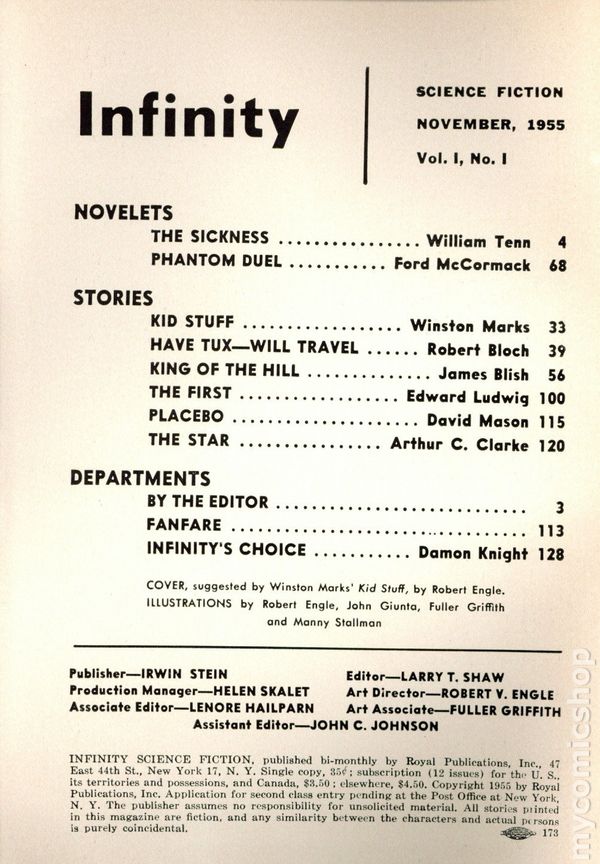 Infinity
SCIENCE FICTION
NOVEMBER, 1955
Vol. I, No. I
NOVELETS
THE SICKNESS ................ William Tenn 4
PHANTOM DUEL ........... Ford McCormack 68
STORIES
KID STUFF .................. Winston Marks 33
HAVE TUX—WILL TRAVEL ...... Robert Bloch 39
KING OF THE HILL .............. James Blish 56
THE FIRST .................. Edward Ludwig 100
PLACEBO ..................... David Mason 115
THE STAR ................ Arthur C. Clarke 120
DEPARTMENTS
BY THE EDITOR ............................ 3
FANFARE ................................. 113
INFINITY'S CHOICE ........... Damon Knight 128
COVER, suggested by Winston Marks' Kid Stuff, by Robert Engle.
ILLUSTRATIONS by Robert Engle, John Giunta, Fuller Griffith
and Manny Stallman
Publisher—IRWIN STEIN Editor—LARRY T. SHAW
Production Manager—HELEN SKALET Art Director—ROBERT V. ENGLE
Associate Editor—LENORE HAILPARN Art Associate—FULLER GRIFFITH
Assistant Editor—JOHN C. JOHNSON
INFINITY SCIENCE FICTION, published bi-monthly by Royal Publications, Inc., 47
East 44th St., New York 17, N. Y. Single copy, 35¢; subscription (12 issues) for the U. S.,
its territories and possessions, and Canada, $3.50; elsewhere, $4.50. Copyright 1955 by Royal
Publications, Inc. Application for second class entry pending at the Post Office at New York,
N. Y. The publisher assumes no responsibility for unsolicited material. All stories printed
in this magazine are fiction, and any similarity between the characters and actual persons
is purely coincidental.
173
mycomicshop